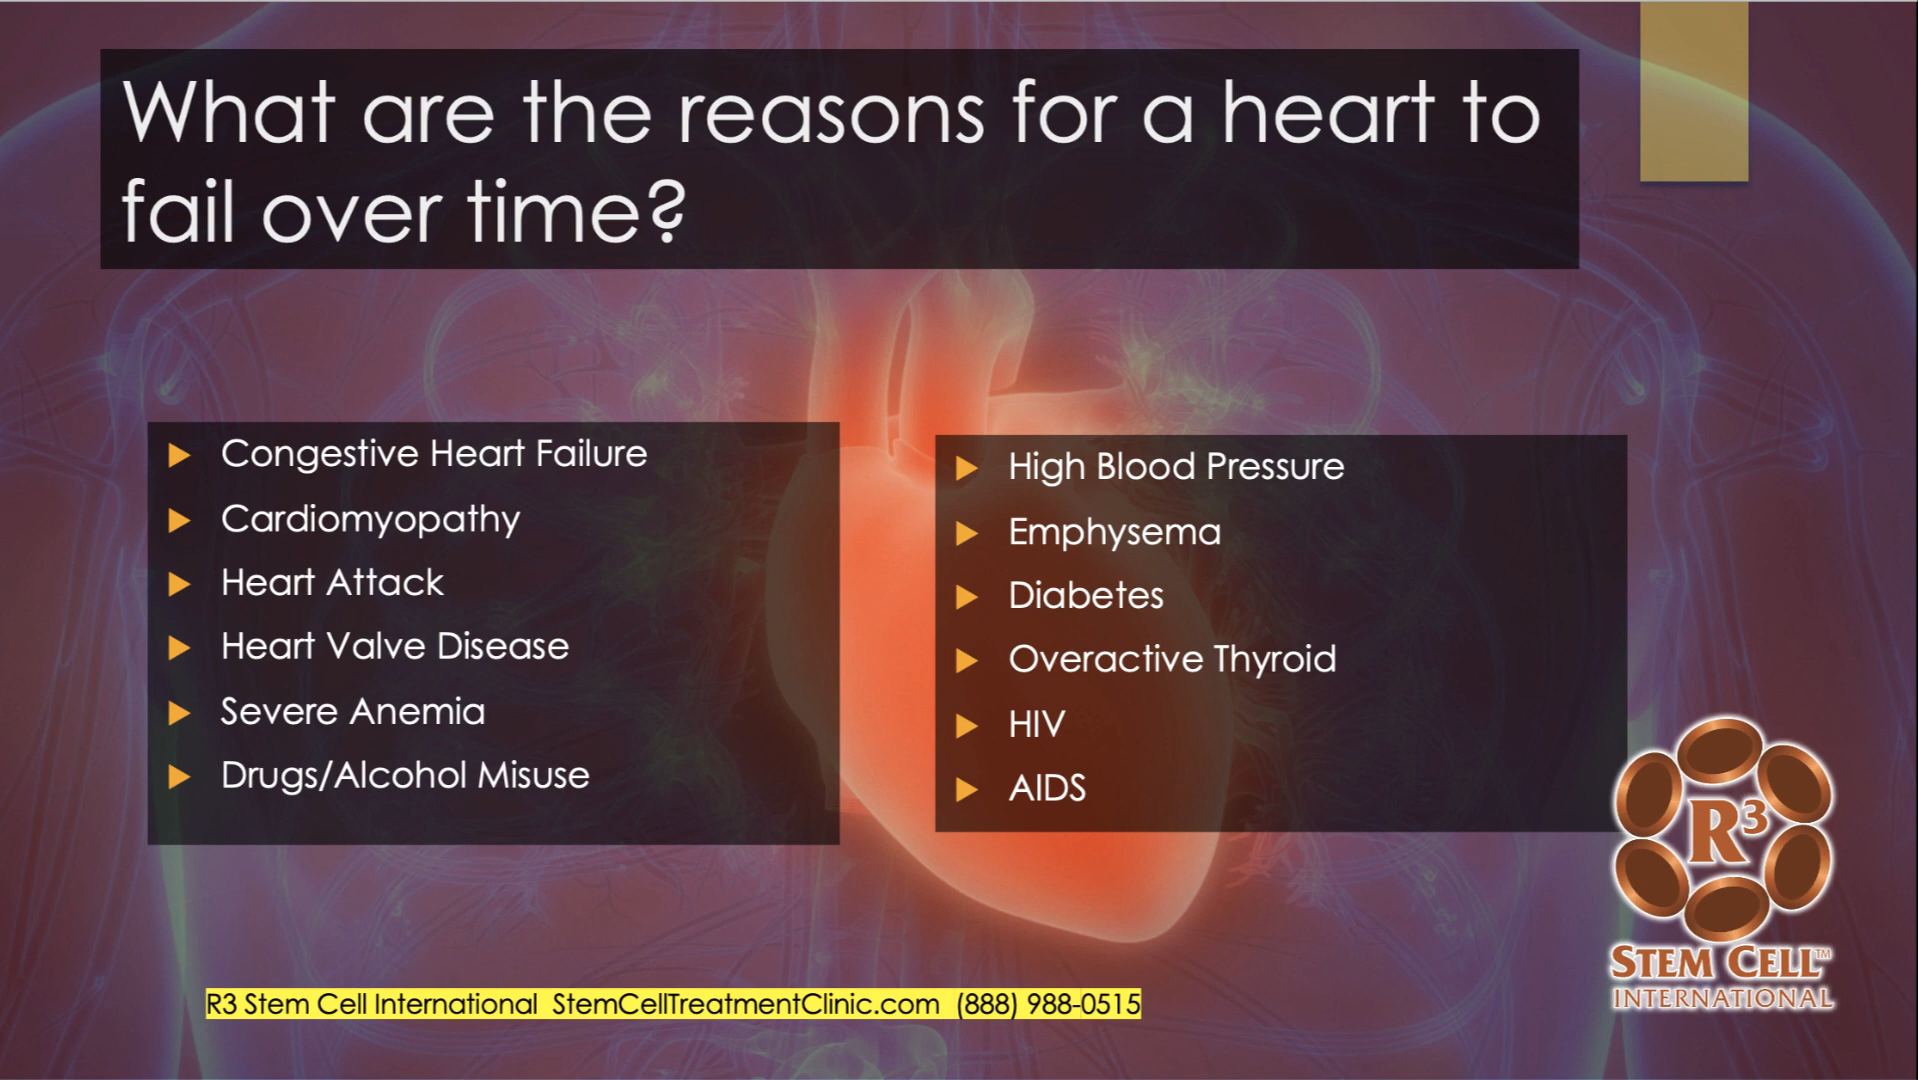 What are the reasons for a heart to
fail over time?
Congestive Heart Failure
Cardiomyopathy
Heart Attack
Heart Valve Disease
Severe Anemia
Drugs/Alcohol Misuse
High Blood Pressure
Emphysema
Diabetes
Overactive Thyroid
HIV
AIDS
R3
STEM CELL™
INTERNATIONAL
R3 Stem Cell International StemCellTreatmentClinic.com (888) 988-0515